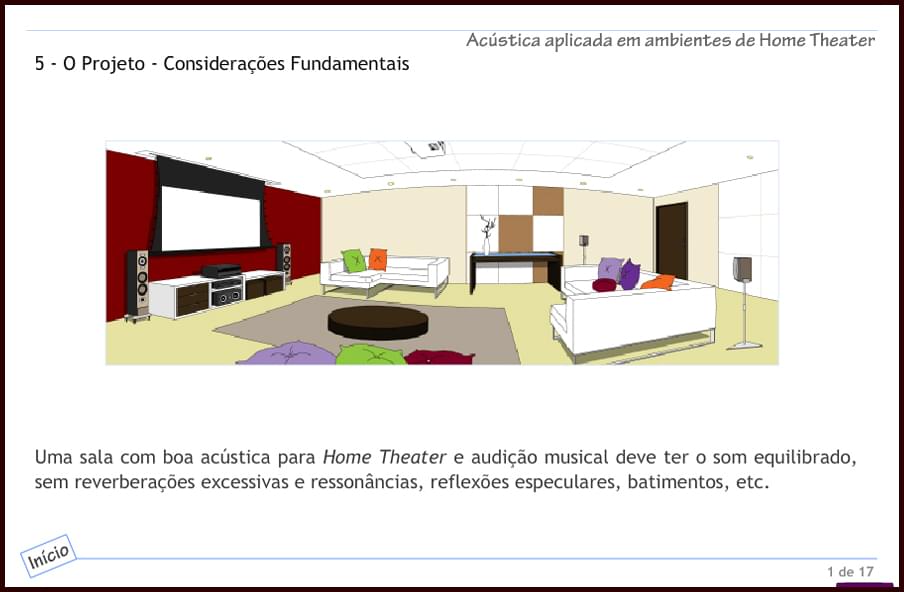 Acústica aplicada em ambientes de Home Theater
5 - O Projeto - Considerações Fundamentais
Uma sala com boa acústica para Home Theater e audição musical deve ter o som equilibrado,
sem reverberações excessivas e ressonâncias, reflexões especulares, batimentos, etc.
Início
1 de 17